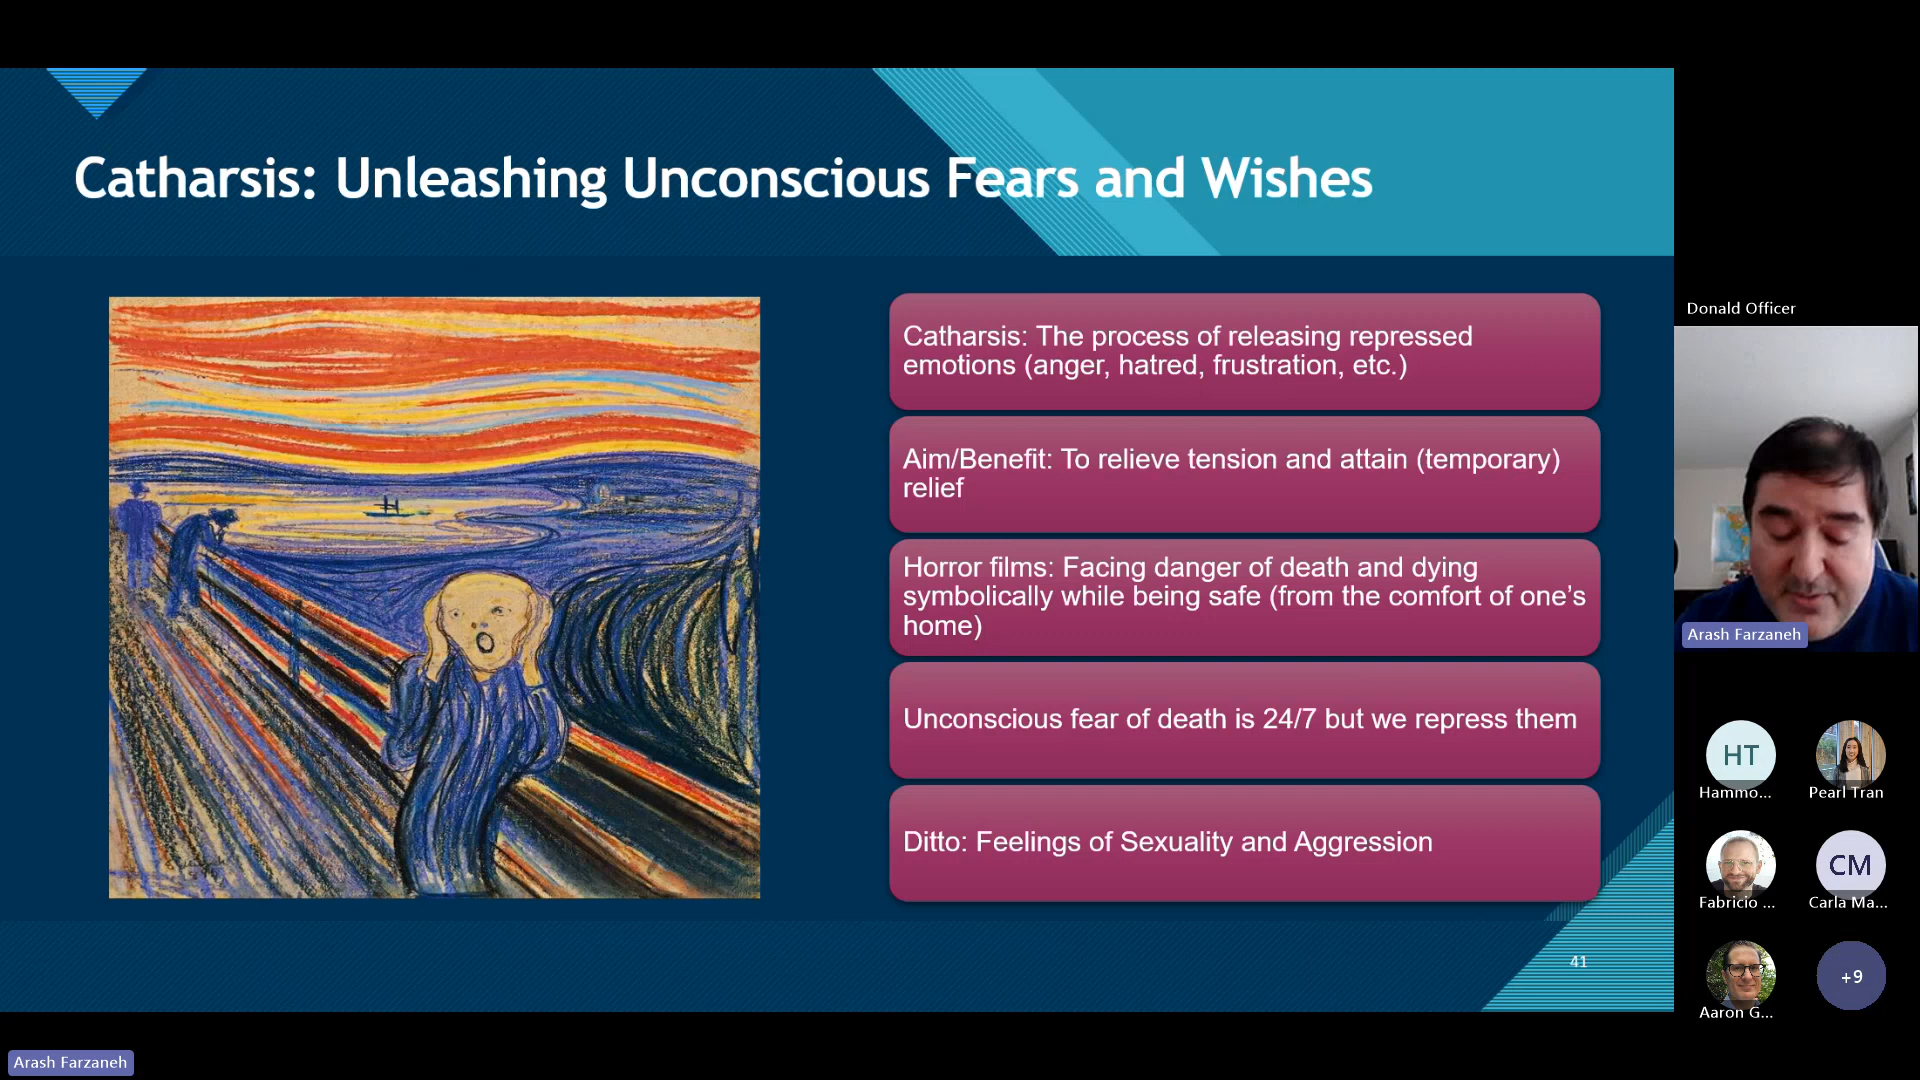 Catharsis: Unleashing Unconscious Fears and Wishes
Catharsis: The process of releasing repressed
emotions (anger, hatred, frustration, etc.)
Aim/Benefit: To relieve tension and attain (temporary)
relief
Horror films: Facing danger of death and dying
symbolically while being safe (from the comfort of one’s
home)
Unconscious fear of death is 24/7 but we repress them
Ditto: Feelings of Sexuality and Aggression
41
Donald Officer
Arash Farzaneh
HT
Hammo...
Pearl Tran
Fabricio ...
CM
Carla Ma...
Aaron G...
+9
Arash Farzaneh